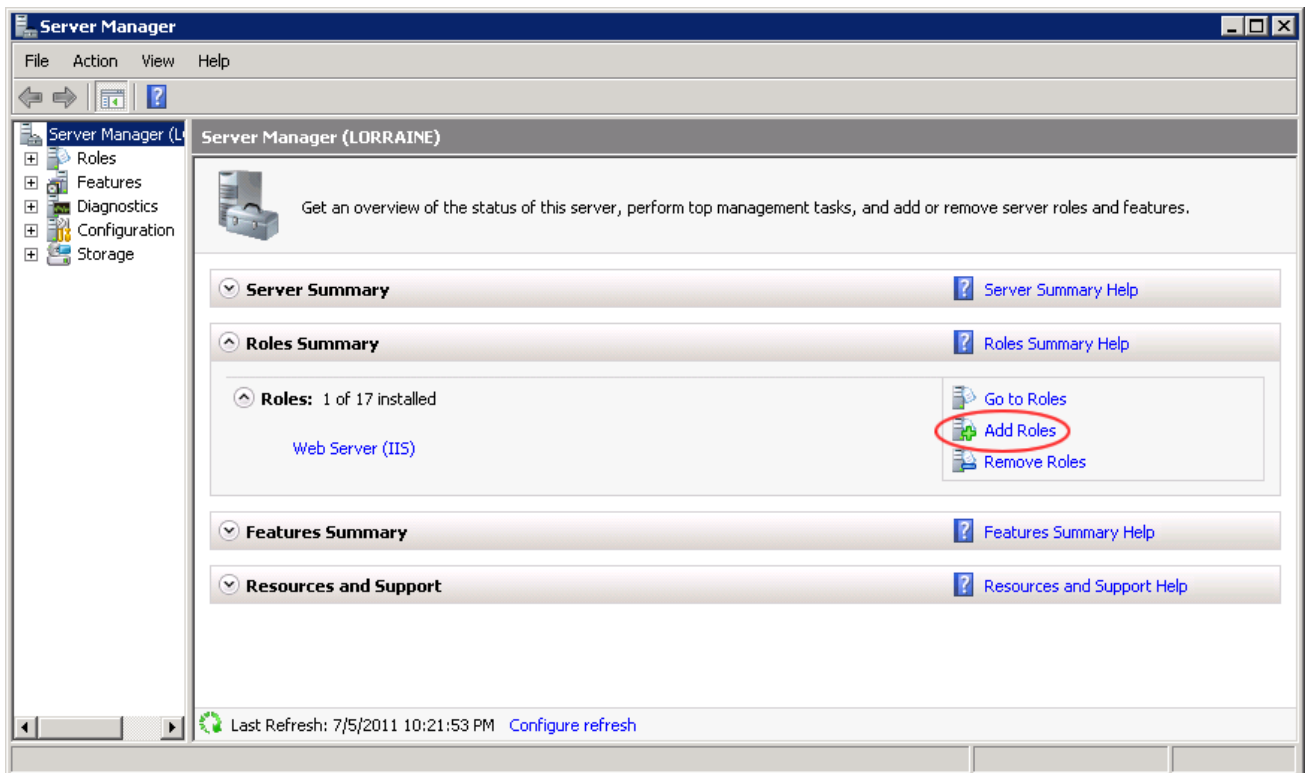 Server Manager
File Action View Help
Server Manager (L
Roles
Features
Diagnostics
Configuration
Storage
Server Manager (LORRAINE)
Get an overview of the status of this server, perform top management tasks, and add or remove server roles and features.
Server Summary
Server Summary Help
Roles Summary
Roles Summary Help
Roles: 1 of 17 installed
Web Server (IIS)
Go to Roles
Add Roles
Remove Roles
Features Summary
Features Summary Help
Resources and Support
Resources and Support Help
Last Refresh: 7/5/2011 10:21:53 PM Configure refresh